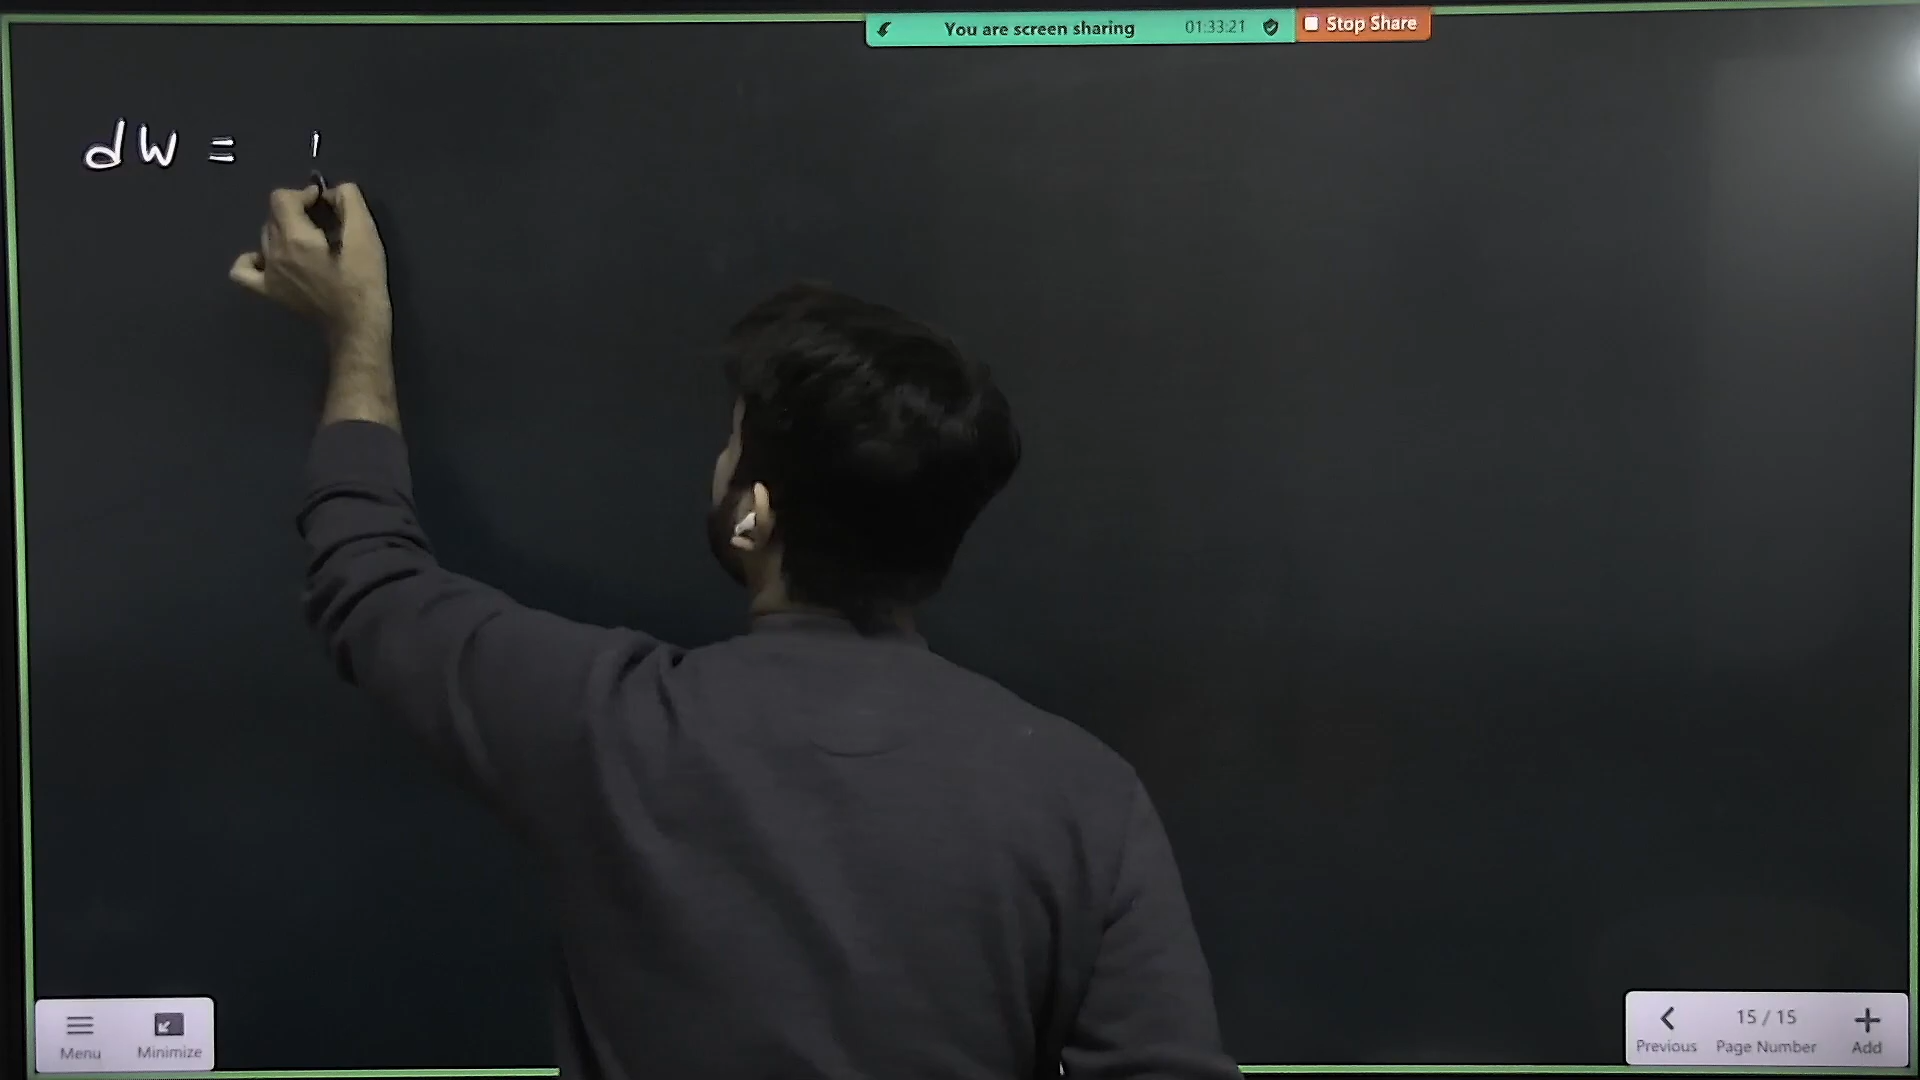 You are screen sharing 01:33:21 Stop Share
dW =
Menu Minimize
15 / 15
Previous Page Number Add